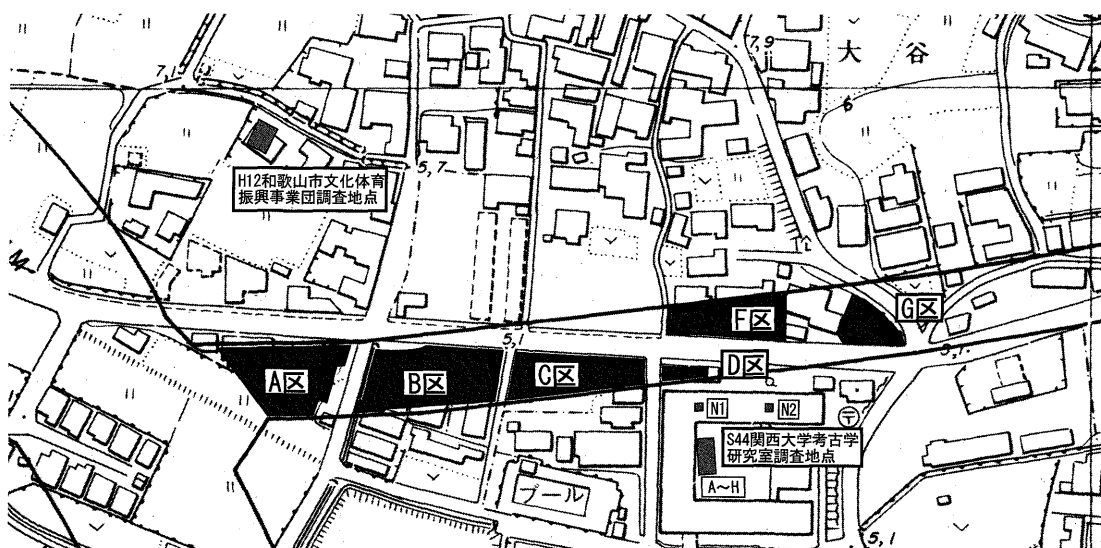 大谷
7,9
7,1
6
5,7
H12和歌山市文化体育
振興事業団調査地点
G区
F区
5,
5,1
D区
A区
B区
C区
N1
N2
S44関西大学考古学
研究室調査地点
A〜H
プール
5,1